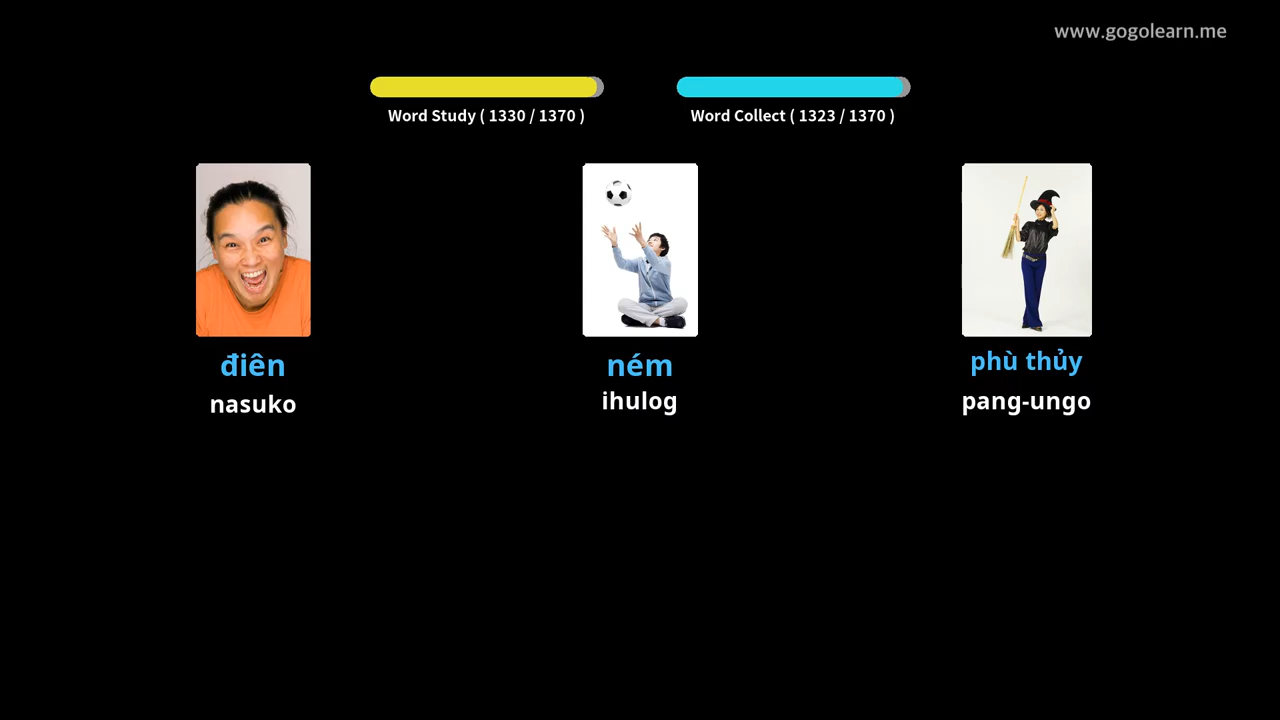 www.gogolearn.me
Word Study ( 1330 / 1370 )
Word Collect ( 1323 / 1370 )
điên
ném
phù thủy
nasuko
ihulog
pang-ungo